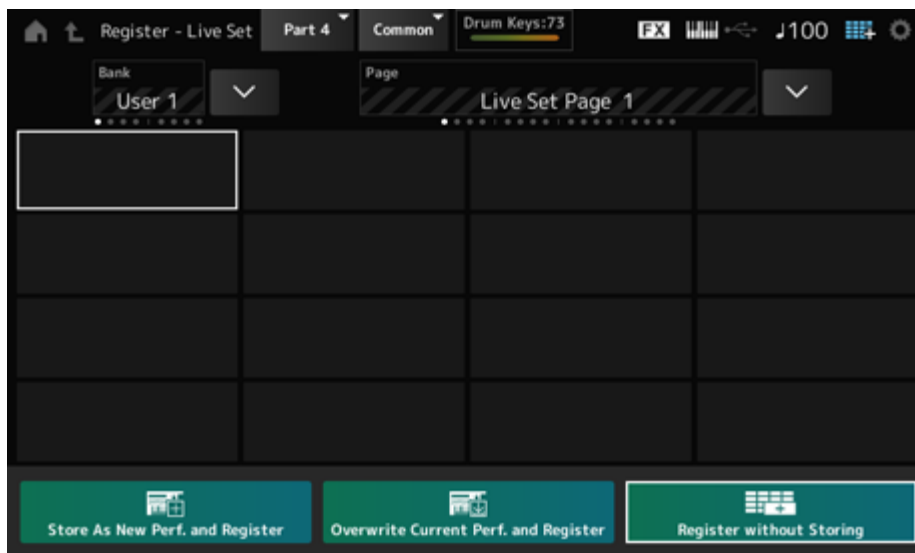 Register - Live Set
Part 4
Common
Drum Keys:73
FX
♩100
Bank
User 1
Page
Live Set Page 1
Store As New Perf. and Register
Overwrite Current Perf. and Register
Register without Storing